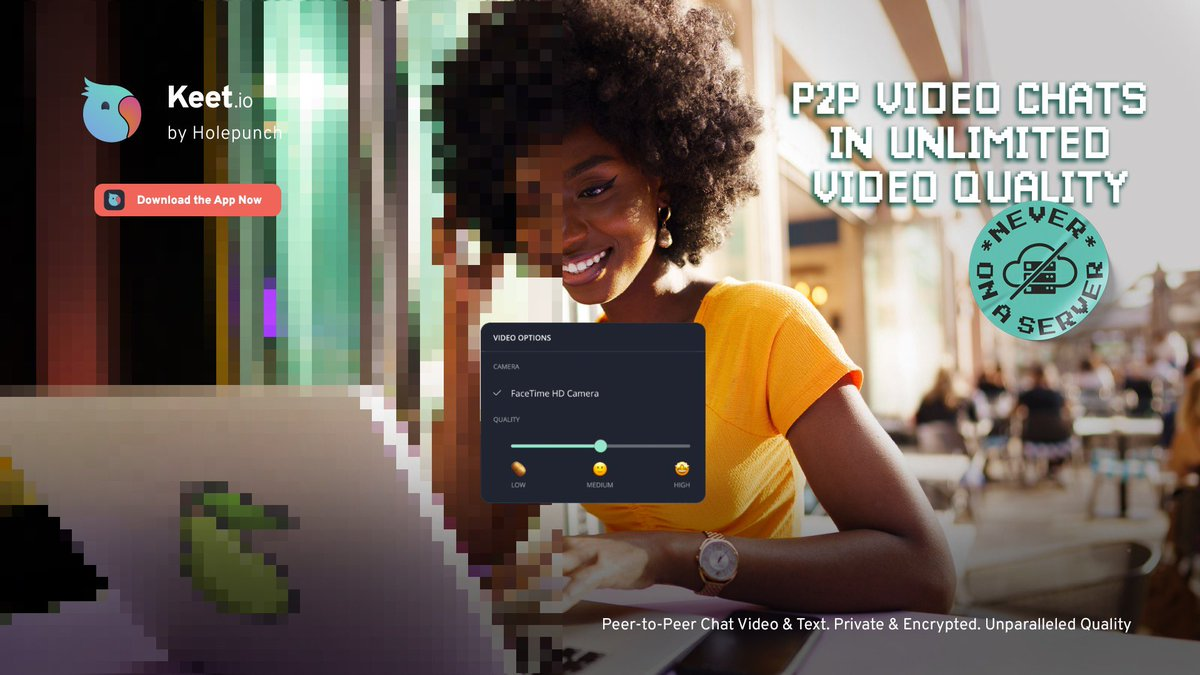 Keet.io
by Holepunch
Download the App Now
P2P VIDEO CHATS
IN UNLIMITED
VIDEO QUALITY
*NEVER*
ON A SERVER
VIDEO OPTIONS
CAMERA
FaceTime HD Camera
QUALITY
LOW MEDIUM HIGH
Peer-to-Peer Chat Video & Text. Private & Encrypted. Unparalleled Quality